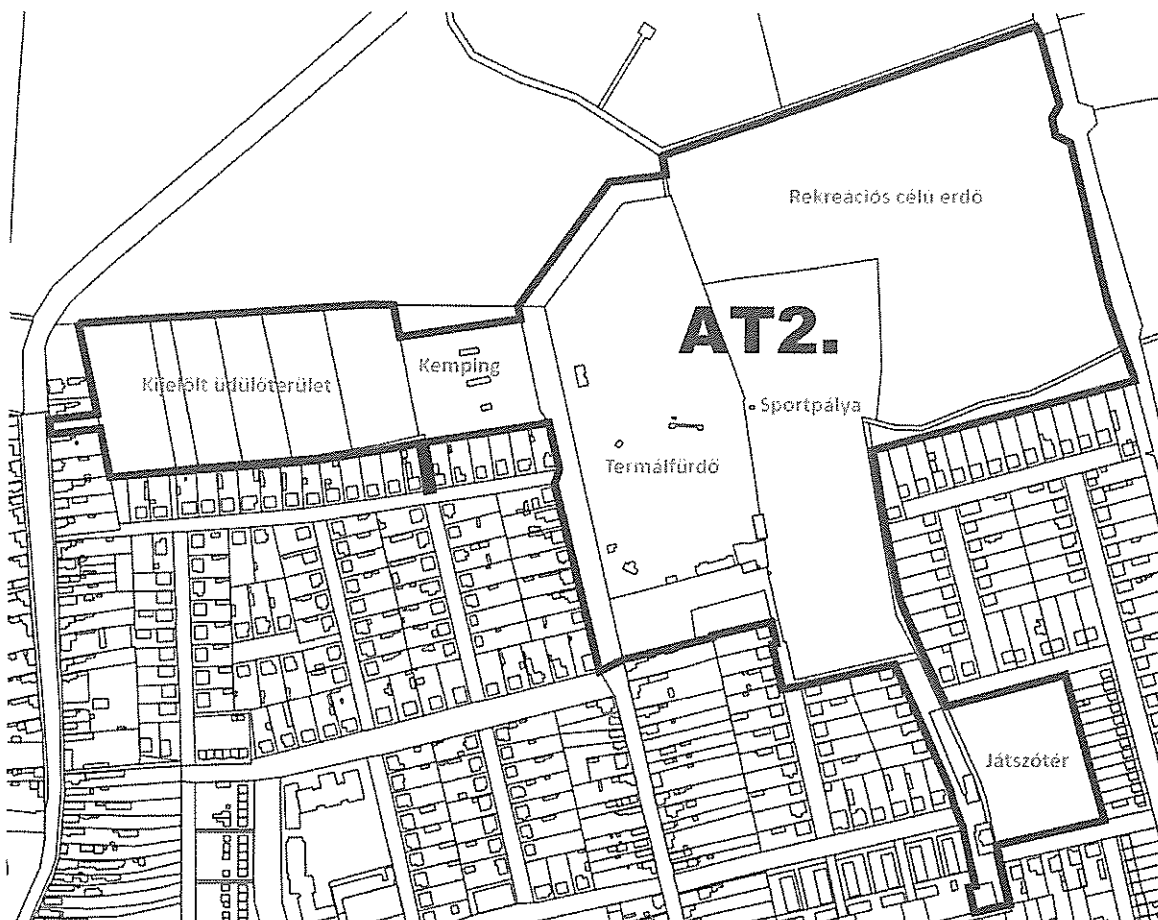 Rekreációs célú erdő
AT2.
Kemping
Kijelölt üdülőterület
Sportpálya
Termálfürdő
Játszótér